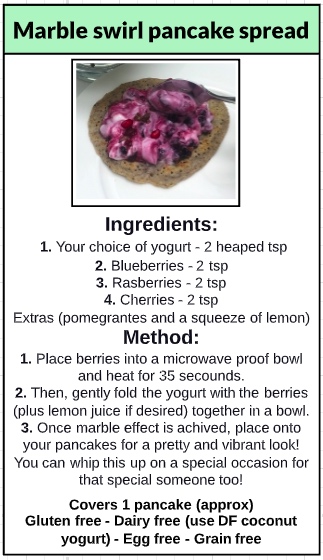 Marble swirl pancake spread
Ingredients:
1. Your choice of yogurt - 2 heaped tsp
2. Blueberries - 2 tsp
3. Rasberries - 2 tsp
4. Cherries - 2 tsp
Extras (pomegrantes and a squeeze of lemon)
Method:
1. Place berries into a microwave proof bowl
and heat for 35 secounds.
2. Then, gently fold the yogurt with the berries
(plus lemon juice if desired) together in a bowl.
3. Once marble effect is achived, place onto
your pancakes for a pretty and vibrant look!
You can whip this up on a special occasion for
that special someone too!
Covers 1 pancake (approx)
Gluten free - Dairy free (use DF coconut
yogurt) - Egg free - Grain free